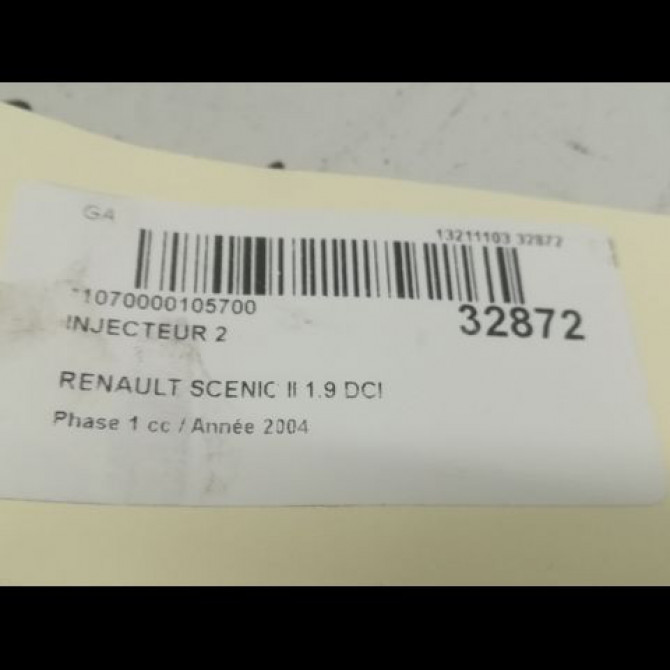 G4
13211103 32872
1070000105700
32872
INJECTEUR 2
RENAULT SCENIC II 1.9 DCI
Phase 1 cc / Année 2004